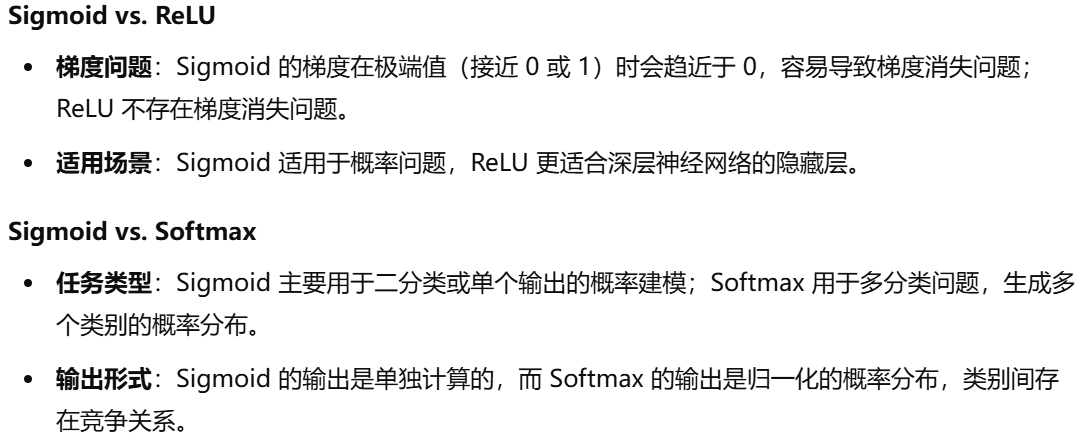 Sigmoid vs. ReLU
• 梯度问题：Sigmoid 的梯度在极端值（接近 0 或 1）时会趋近于 0，容易导致梯度消失问题；
ReLU 不存在梯度消失问题。
• 适用场景：Sigmoid 适用于概率问题，ReLU 更适合深层神经网络的隐藏层。
Sigmoid vs. Softmax
• 任务类型：Sigmoid 主要用于二分类或单个输出的概率建模；Softmax 用于多分类问题，生成多
个类别的概率分布。
• 输出形式：Sigmoid 的输出是单独计算的，而 Softmax 的输出是归一化的概率分布，类别间存
在竞争关系。